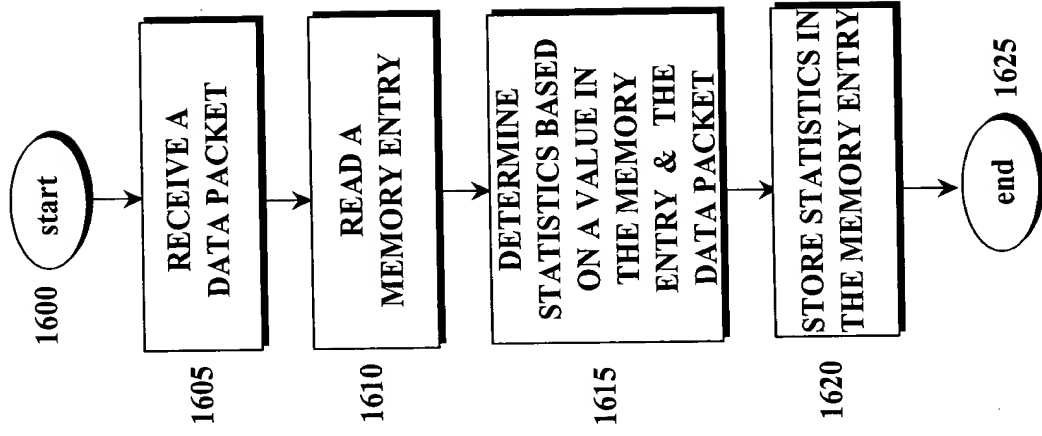 start
1600
RECEIVE A
DATA PACKET
1605
READ A
MEMORY ENTRY
1610
DETERMINE
STATISTICS BASED
ON A VALUE IN
THE MEMORY
ENTRY & THE
DATA PACKET
1615
STORE STATISTICS IN
THE MEMORY ENTRY
1620
end
1625